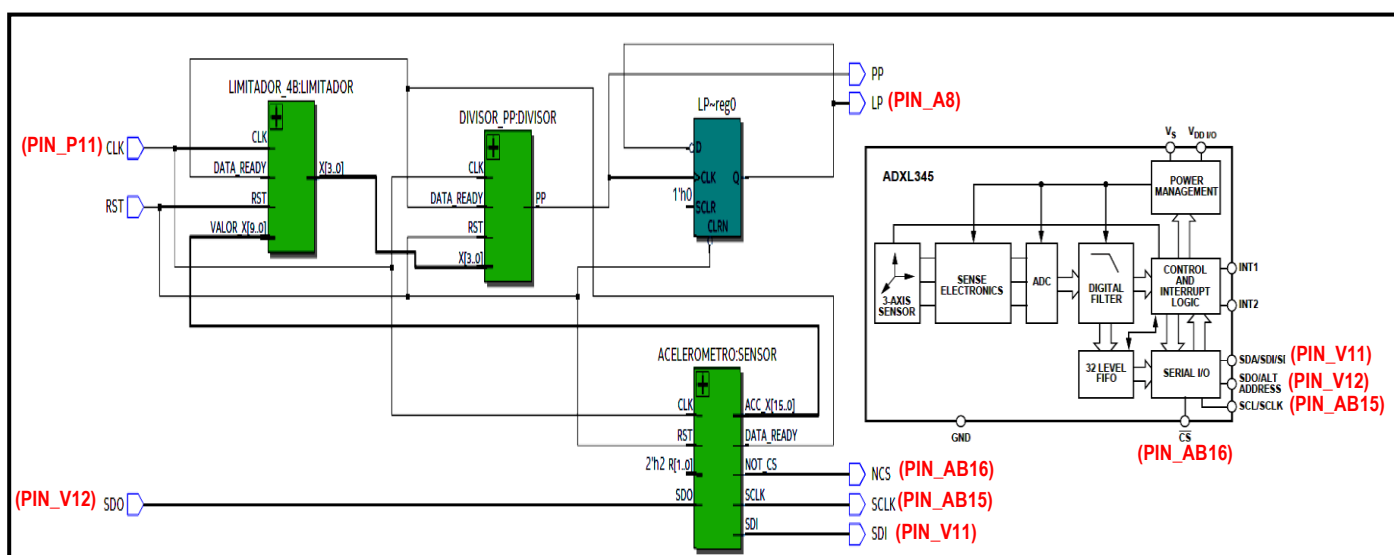 LIMITADOR_4B:LIMITADOR
(PIN_P11) CLK
CLK
DATA_READY
X[3..0]
RST
RST
VALOR_X[9..0]
DIVISOR_PP:DIVISOR
CLK
DATA_READY
PP
RST
X[3..0]
LP~reg0
D
>CLK
Q
1'h0
SCLR
CLRN
PP
LP (PIN_A8)
ACELEROMETRO:SENSOR
CLK
ACC_X[15..0]
RST
DATA_READY
2'h2 R[1..0]
NOT_CS
(PIN_V12) SDO
SDO
SCLK
SDI
NCS (PIN_AB16)
SCLK (PIN_AB15)
SDI (PIN_V11)
ADXL345
VS
VDD I/O
POWER
MANAGEMENT
3-AXIS
SENSOR
SENSE
ELECTRONICS
ADC
DIGITAL
FILTER
CONTROL
AND
INTERRUPT
LOGIC
INT1
INT2
32 LEVEL
FIFO
SERIAL I/O
SDA/SDI/SI (PIN_V11)
SDO/ALT
ADDRESS
(PIN_V12)
SCL/SCLK (PIN_AB15)
GND
CS
(PIN_AB16)